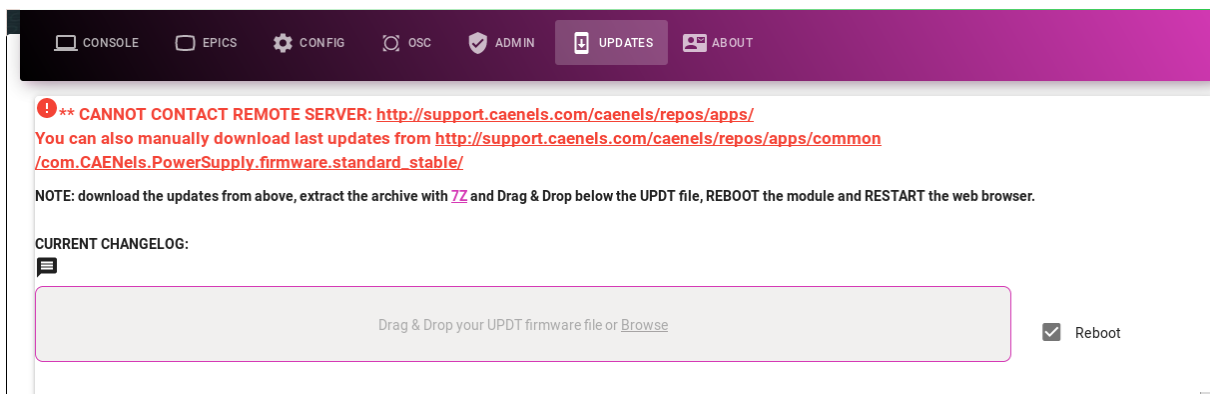 CONSOLE EPICS CONFIG OSC ADMIN UPDATES ABOUT
** CANNOT CONTACT REMOTE SERVER: http://support.caenels.com/caenels/repos/apps/
You can also manually download last updates from http://support.caenels.com/caenels/repos/apps/common
/com.CAENels.PowerSupply.firmware.standard_stable/
NOTE: download the updates from above, extract the archive with 7Z and Drag & Drop below the UPDT file, REBOOT the module and RESTART the web browser.
CURRENT CHANGELOG:
Drag & Drop your UPDT firmware file or Browse
Reboot